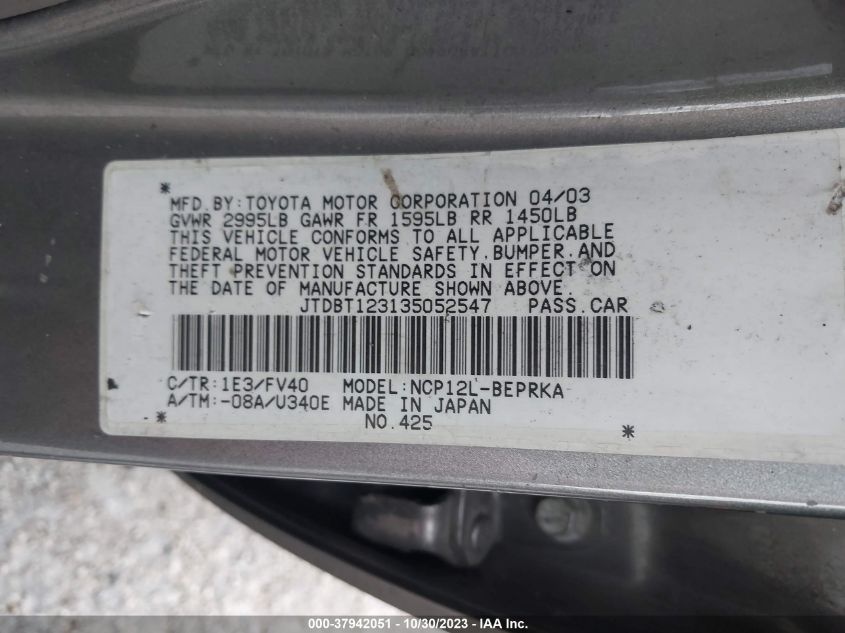 MFD.BY:TOYOTA MOTOR CORPORATION 04/03
GVWR 2995LB GAWR FR 1595LB RR 1450LB
THIS VEHICLE CONFORMS TO ALL APPLICABLE
FEDERAL MOTOR VEHICLE SAFETY,BUMPER,AND
THEFT PREVENTION STANDARDS IN EFFECT ON
THE DATE OF MANUFACTURE SHOWN ABOVE.
JTDBT123135052547 PASS.CAR
C/TR:1E3/FV40 MODEL:NCP12L-BEPRKA
A/TM:-08A/U340E MADE IN JAPAN
NO.425
000-37942051 - 10/30/2023 - IAA Inc.